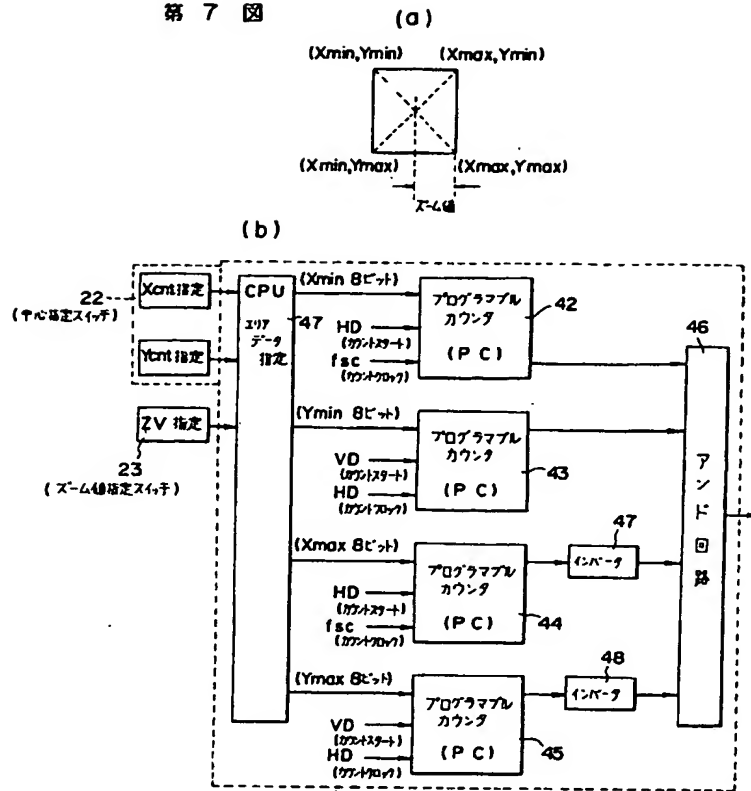 第 7 図
(a)
(Xmin,Ymin) (Xmax,Ymin)
(Xmin,Ymax) (Xmax,Ymax)
ズーム値
(b)
22
(中心指定スイッチ)
Xcnt指定
Ycnt指定
ZV 指定
23
(ズーム値指定スイッチ)
CPU
47
エリア
データ
指定
(Xmin 8ビット)
HD
(カウントスタート)
fsc
(カウントクロック)
プログラマブル
カウンタ
(PC)
42
(Ymin 8ビット)
VD
(カウントスタート)
HD
(カウントクロック)
プログラマブル
カウンタ
(PC)
43
(Xmax 8ビット)
HD
(カウントスタート)
fsc
(カウントクロック)
プログラマブル
カウンタ
(PC)
44
47
インバータ
(Ymax 8ビット)
VD
(カウントスタート)
HD
(カウントクロック)
プログラマブル
カウンタ
(PC)
45
48
インバータ
46
アンド回路